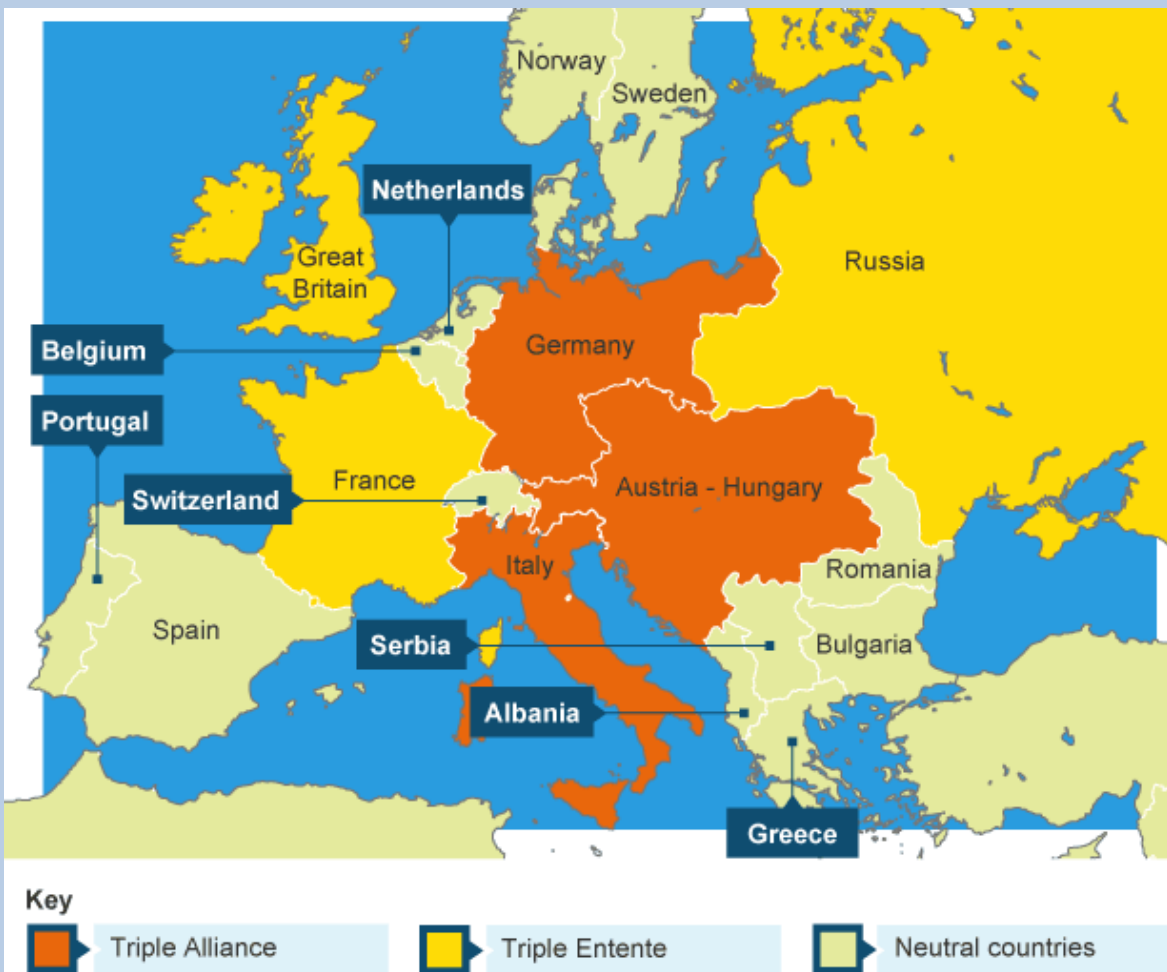 Norway
Sweden
Netherlands
Great
Britain
Russia
Belgium
Germany
Portugal
France
Switzerland
Austria - Hungary
Italy
Romania
Spain
Serbia
Bulgaria
Albania
Greece
Key
Triple Alliance
Triple Entente
Neutral countries